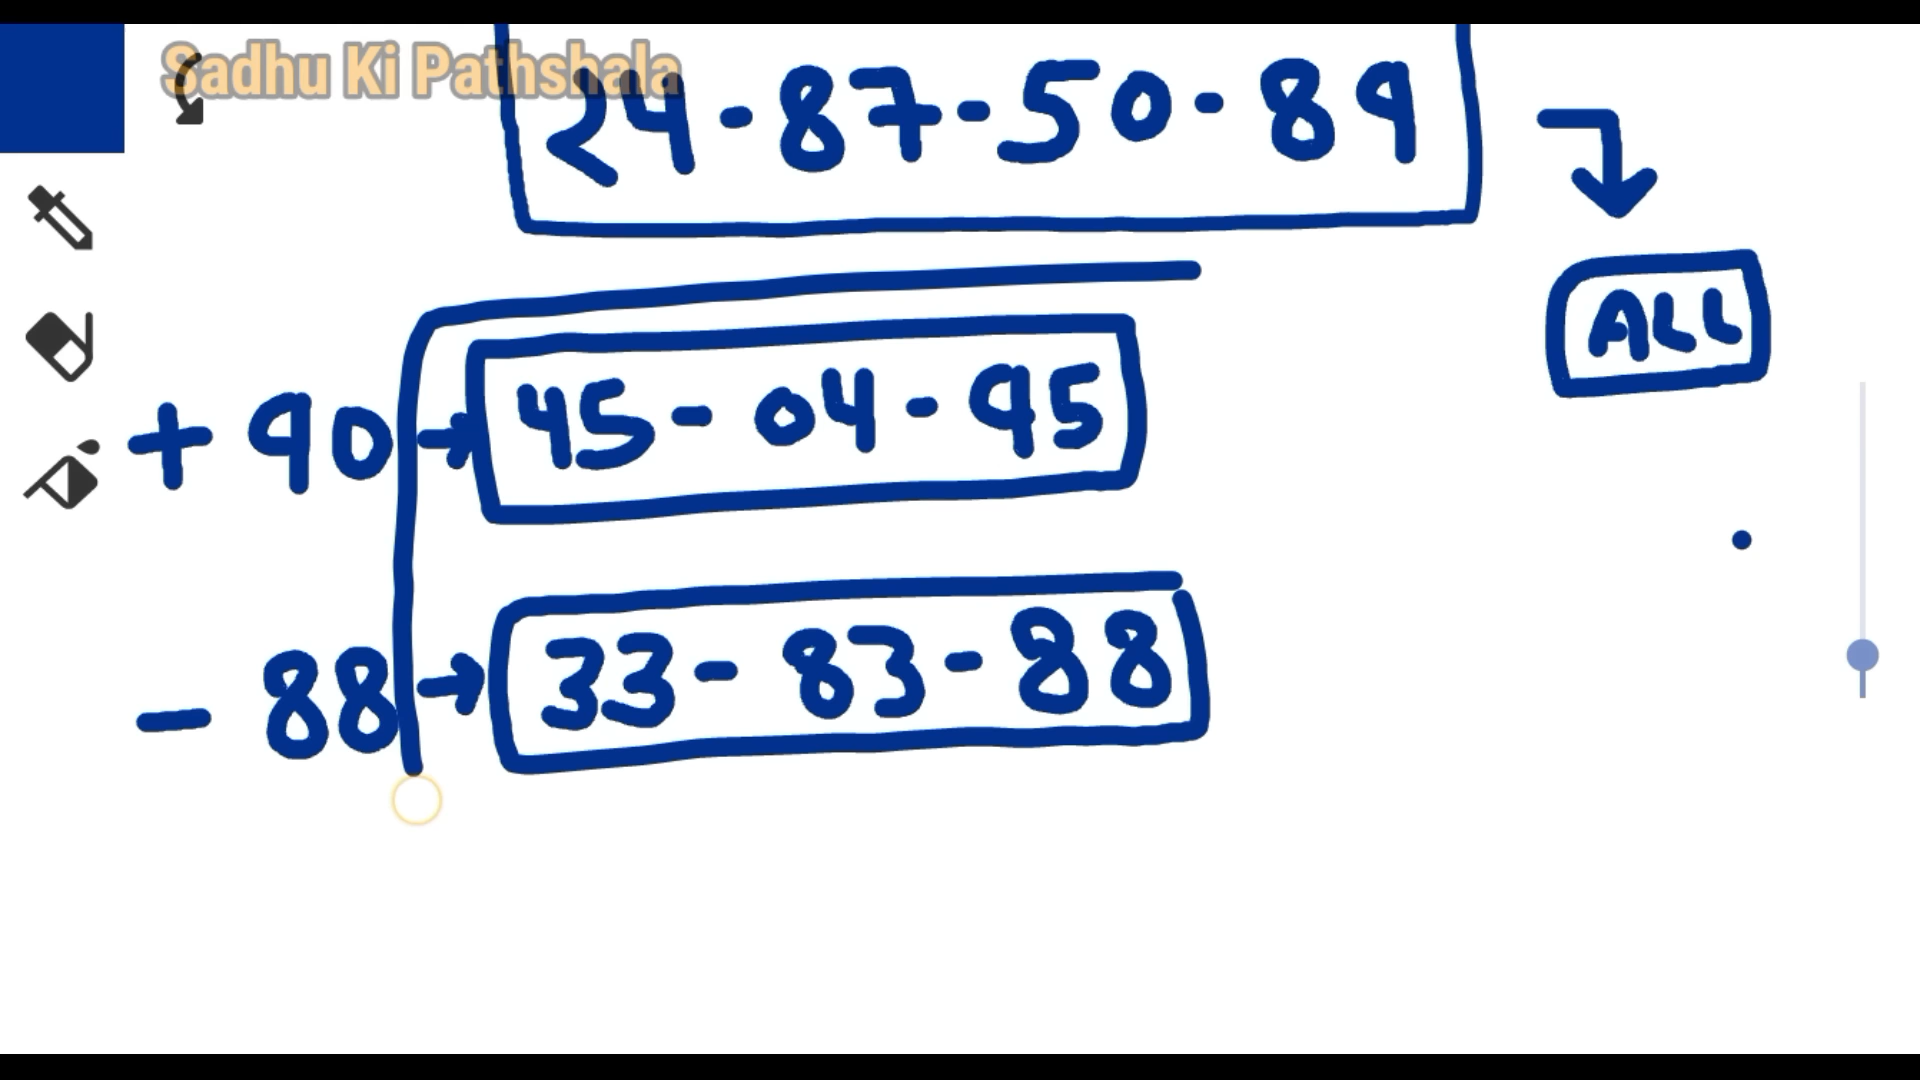 Sadhu Ki Pathshala
24-87-50-89
ALL
+ 90 → 45-04-95
- 88 → 33-83-88